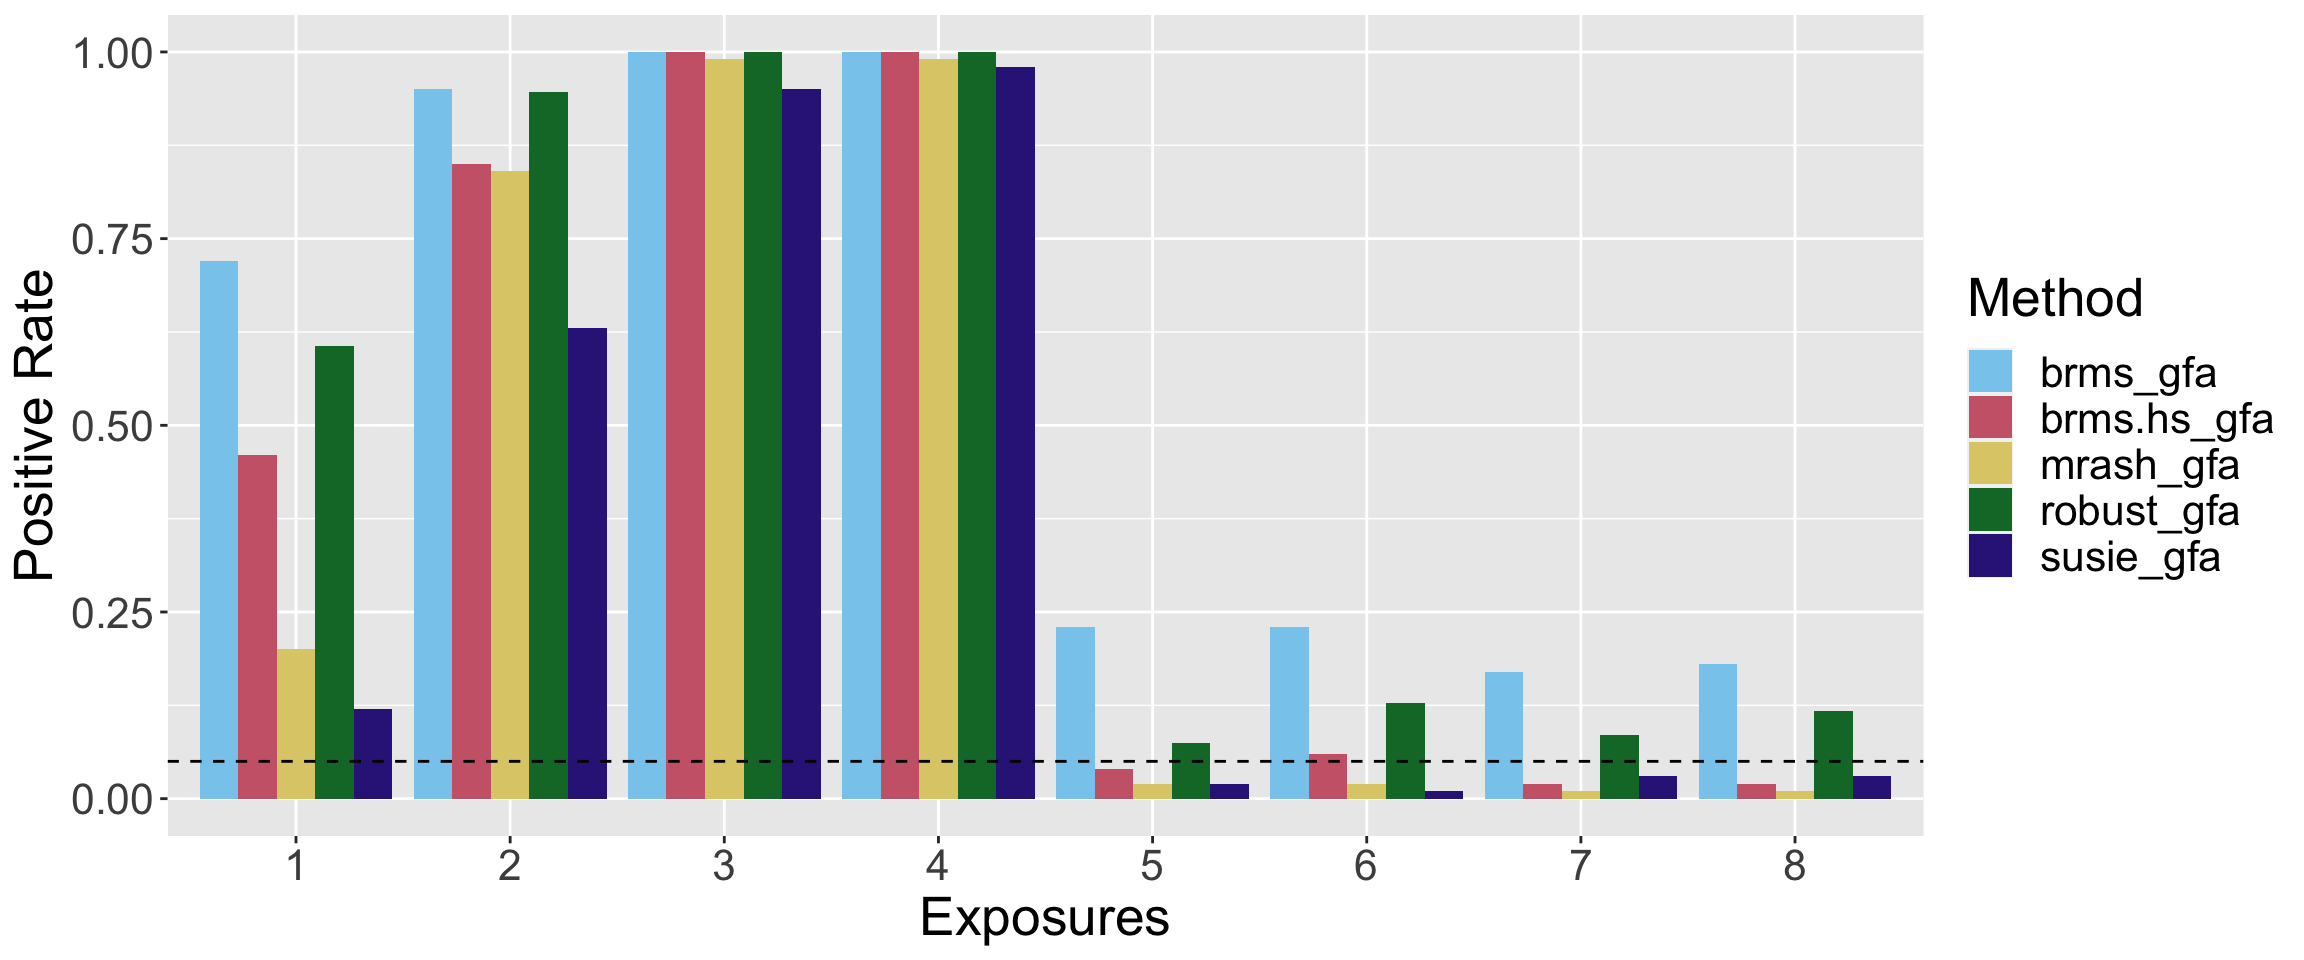 1.00
0.75
0.50
0.25
0.00
Positive Rate
1 2 3 4 5 6 7 8
Exposures
Method
brms_gfa
brms.hs_gfa
mrash_gfa
robust_gfa
susie_gfa